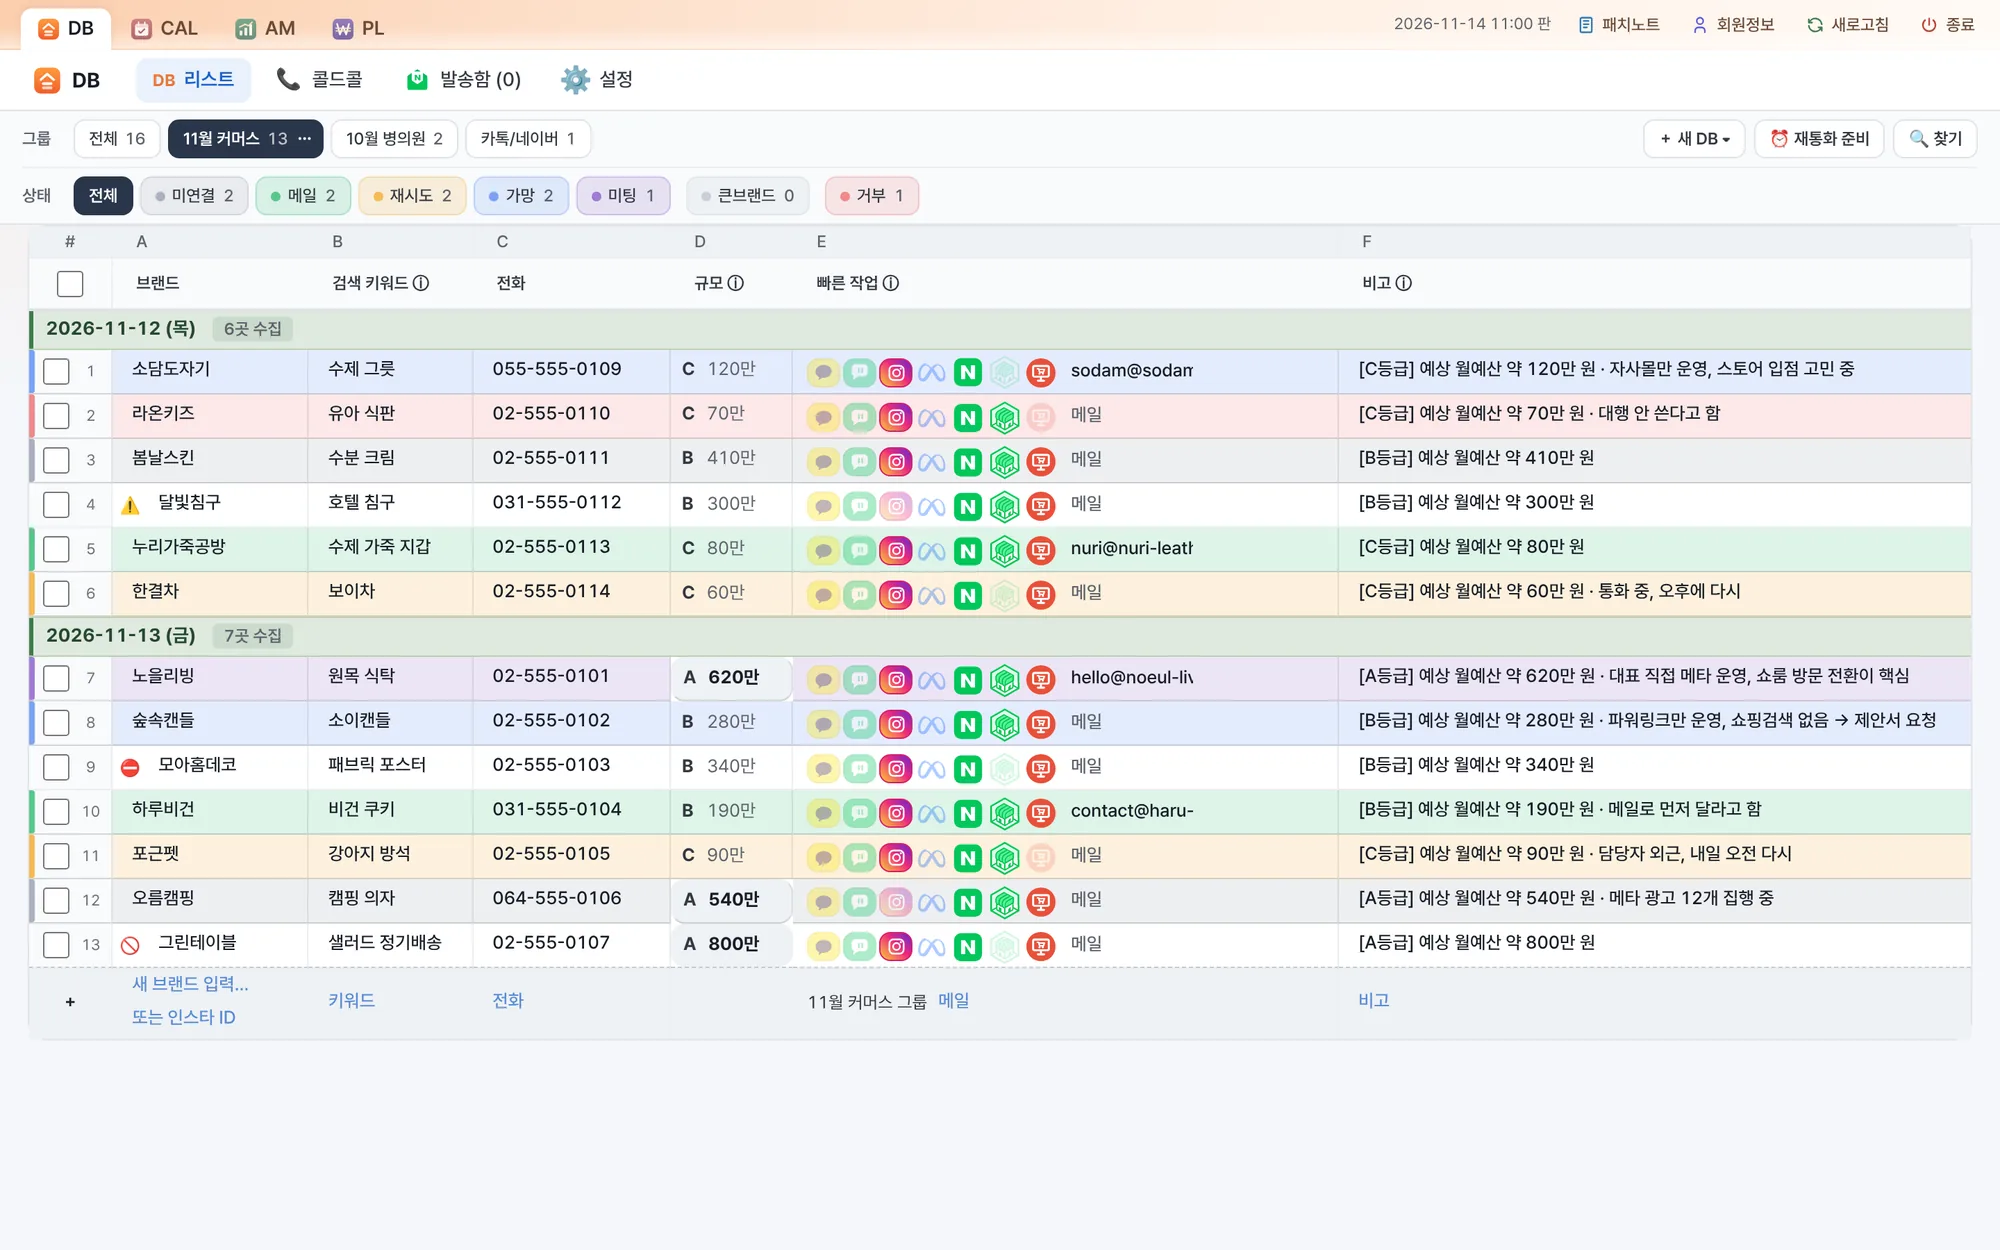 DB CAL AM PL 2026-11-14 11:00 판 패치노트 회원정보 새로고침 종료
DB DB 리스트 콜드콜 발송함 (0) 설정
그룹 전체 16 11월 커머스 13 ··· 10월 병의원 2 카톡/네이버 1 + 새 DB 재통화 준비 찾기
상태 전체 미연결 2 메일 2 재시도 2 가망 2 미팅 1 큰브랜드 0 거부 1
# A B C D E F
브랜드 검색 키워드 전화 규모 빠른 작업 비고
2026-11-12 (목) 6곳 수집
1 소담도자기 수제 그릇 055-555-0109 C 120만 N sodam@sodam [C등급] 예상 월예산 약 120만 원 · 자사몰만 운영, 스토어 입점 고민 중
2 라온키즈 유아 식판 02-555-0110 C 70만 N 메일 [C등급] 예상 월예산 약 70만 원 · 대행 안 쓴다고 함
3 봄날스킨 수분 크림 02-555-0111 B 410만 N 메일 [B등급] 예상 월예산 약 410만 원
4 달빛침구 호텔 침구 031-555-0112 B 300만 N 메일 [B등급] 예상 월예산 약 300만 원
5 누리가죽공방 수제 가죽 지갑 02-555-0113 C 80만 N nuri@nuri-leath [C등급] 예상 월예산 약 80만 원
6 한결차 보이차 02-555-0114 C 60만 N 메일 [C등급] 예상 월예산 약 60만 원 · 통화 중, 오후에 다시
2026-11-13 (금) 7곳 수집
7 노을리빙 원목 식탁 02-555-0101 A 620만 N hello@noeul-liv [A등급] 예상 월예산 약 620만 원 · 대표 직접 메타 운영, 쇼룸 방문 전환이 핵심
8 숲속캔들 소이캔들 02-555-0102 B 280만 N 메일 [B등급] 예상 월예산 약 280만 원 · 파워링크만 운영, 쇼핑검색 없음 → 제안서 요청
9 모아홈데코 패브릭 포스터 02-555-0103 B 340만 N 메일 [B등급] 예상 월예산 약 340만 원
10 하루비건 비건 쿠키 031-555-0104 B 190만 N contact@haru- [B등급] 예상 월예산 약 190만 원 · 메일로 먼저 달라고 함
11 포근펫 강아지 방석 02-555-0105 C 90만 N 메일 [C등급] 예상 월예산 약 90만 원 · 담당자 외근, 내일 오전 다시
12 오름캠핑 캠핑 의자 064-555-0106 A 540만 N 메일 [A등급] 예상 월예산 약 540만 원 · 메타 광고 12개 집행 중
13 그린테이블 샐러드 정기배송 02-555-0107 A 800만 N 메일 [A등급] 예상 월예산 약 800만 원
+ 새 브랜드 입력... 키워드 전화 11월 커머스 그룹 메일 비고
또는 인스타 ID